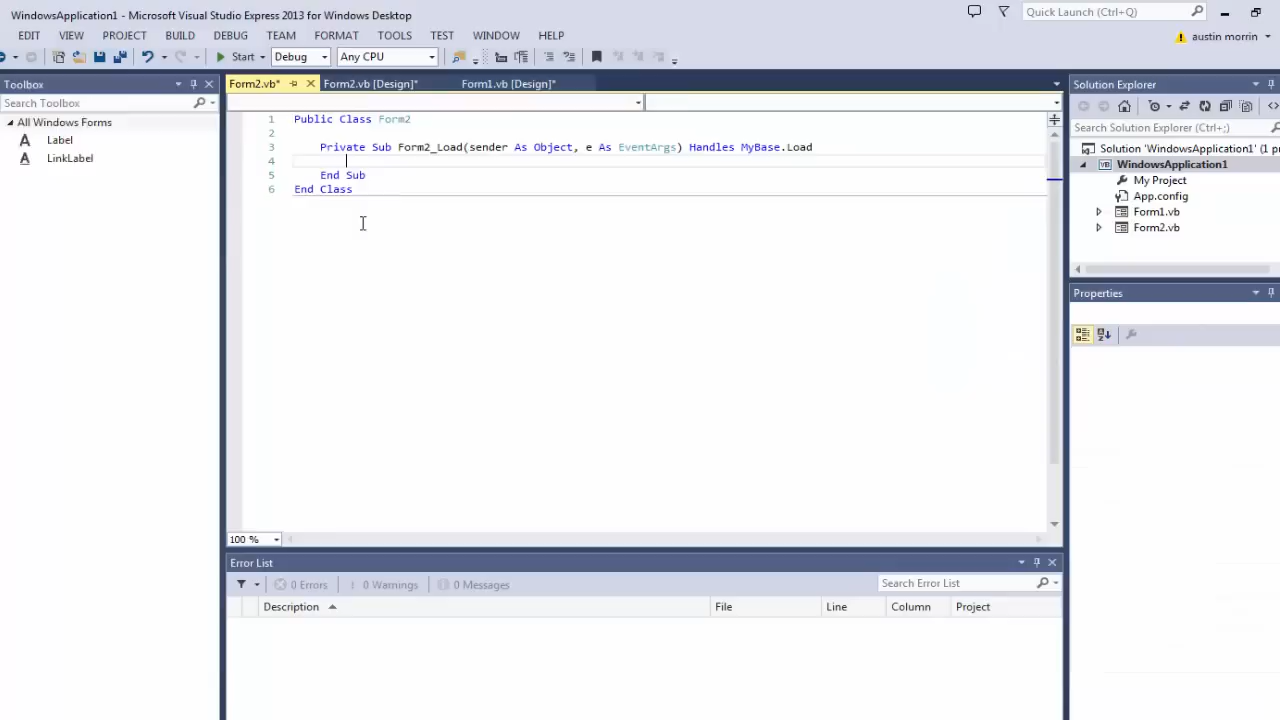 WindowsApplication1 - Microsoft Visual Studio Express 2013 for Windows Desktop
Quick Launch (Ctrl+Q)
FILE EDIT VIEW PROJECT BUILD DEBUG TEAM FORMAT TOOLS TEST WINDOW HELP
austin morrin
Start
Debug
Any CPU
Toolbox
Search Toolbox
All Windows Forms
A Label
A LinkLabel
Form2.vb*
Form2.vb [Design]*
Form1.vb [Design]*
1 Public Class Form2
2
3 Private Sub Form2_Load(sender As Object, e As EventArgs) Handles MyBase.Load
4
5 End Sub
6 End Class
100 %
Error List
0 Errors
0 Warnings
0 Messages
Search Error List
Description
File
Line
Column
Project
Solution Explorer
Search Solution Explorer (Ctrl+;)
Solution 'WindowsApplication1' (1 pr
VB WindowsApplication1
My Project
App.config
Form1.vb
Form2.vb
Properties